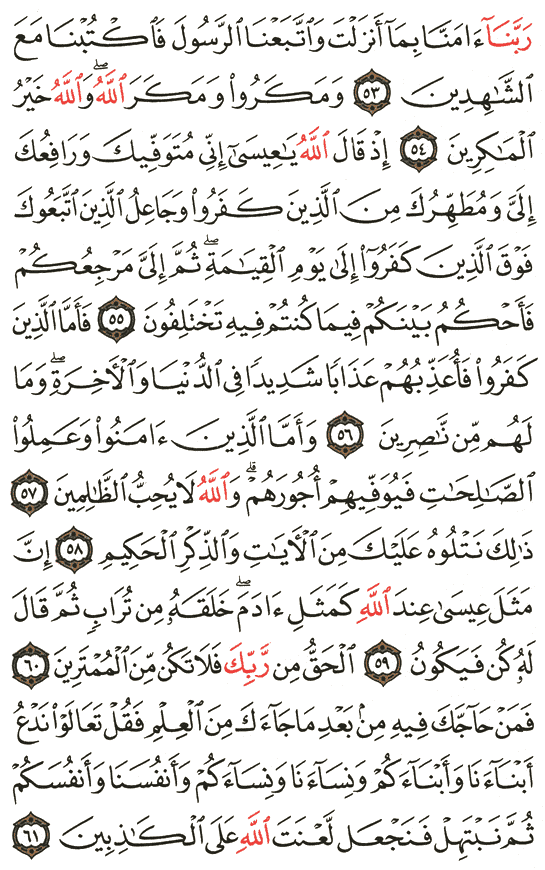 رَبَّنَآ ءَامَنَّا بِمَآ أَنزَلْتَ وَٱتَّبَعْنَا ٱلرَّسُولَ فَٱكْتُبْنَا مَعَ
ٱلشَّٰهِدِينَ ٥٣ وَمَكَرُوا۟ وَمَكَرَ ٱللَّهُ ۖ وَٱللَّهُ خَيْرُ
ٱلْمَٰكِرِينَ ٥٤ إِذْ قَالَ ٱللَّهُ يَٰعِيسَىٰٓ إِنِّى مُتَوَفِّيكَ وَرَافِعُكَ
إِلَىَّ وَمُطَهِّرُكَ مِنَ ٱلَّذِينَ كَفَرُوا۟ وَجَاعِلُ ٱلَّذِينَ ٱتَّبَعُوكَ
فَوْقَ ٱلَّذِينَ كَفَرُوٓا۟ إِلَىٰ يَوْمِ ٱلْقِيَٰمَةِ ۖ ثُمَّ إِلَىَّ مَرْجِعُكُمْ
فَأَحْكُمُ بَيْنَكُمْ فِيمَا كُنتُمْ فِيهِ تَخْتَلِفُونَ ٥٥ فَأَمَّا ٱلَّذِينَ
كَفَرُوا۟ فَأُعَذِّبُهُمْ عَذَابًا شَدِيدًا فِى ٱلدُّنْيَا وَٱلْءَاخِرَةِ ۖ وَمَا
لَهُم مِّن نَّٰصِرِينَ ٥٦ وَأَمَّا ٱلَّذِينَ ءَامَنُوا۟ وَعَمِلُوا۟
ٱلصَّٰلِحَٰتِ فَيُوَفِّيهِمْ أُجُورَهُمْ ۗ وَٱللَّهُ لَا يُحِبُّ ٱلظَّٰلِمِينَ ٥٧
ذَٰلِكَ نَتْلُوهُ عَلَيْكَ مِنَ ٱلْءَايَٰتِ وَٱلذِّكْرِ ٱلْحَكِيمِ ٥٨ إِنَّ
مَثَلَ عِيسَىٰ عِندَ ٱللَّهِ كَمَثَلِ ءَادَمَ ۖ خَلَقَهُۥ مِن تُرَابٍ ثُمَّ قَالَ
لَهُۥ كُن فَيَكُونُ ٥٩ ٱلْحَقُّ مِن رَّبِّكَ فَلَا تَكُن مِّنَ ٱلْمُمْتَرِينَ ٦٠
فَمَنْ حَآجَّكَ فِيهِ مِنۢ بَعْدِ مَا جَآءَكَ مِنَ ٱلْعِلْمِ فَقُلْ تَعَالَوْا۟ نَدْعُ
أَبْنَآءَنَا وَأَبْنَآءَكُمْ وَنِسَآءَنَا وَنِسَآءَكُمْ وَأَنفُسَنَا وَأَنفُسَكُمْ
ثُمَّ نَبْتَهِلْ فَنَجْعَل لَّعْنَتَ ٱللَّهِ عَلَى ٱلْكَٰذِبِينَ ٦١